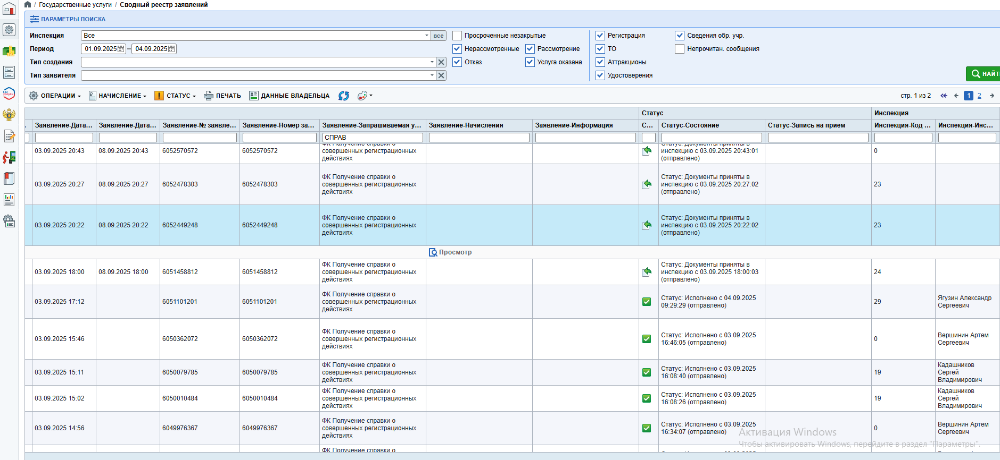 / Государственные услуги / Сводный реестр заявлений
ПАРАМЕТРЫ ПОИСКА
Инспекция Все все
Период 01.09.2025 – 04.09.2025
Тип создания
Тип заявителя
Просроченные незакрытые
Нерассмотренные Рассмотрение
Отказ Услуга оказана
Регистрация Сведения обр. учр.
ТО Непрочитан. сообщения
Аттракционы
Удостоверения
НАЙТИ
ОПЕРАЦИИ НАЧИСЛЕНИЕ СТАТУС ПЕЧАТЬ ДАННЫЕ ВЛАДЕЛЬЦА
стр. 1 из 2 1 2
Статус Инспекция
Заявление-Дата... Заявление-Дата... Заявление-№ заявле... Заявление-Номер за... Заявление-Запрашиваемая у... Заявление-Начисления Заявление-Информация С... Статус-Состояние Статус-Запись на прием Инспекция-Код ... Инспекция-Инс...
СПРАВ
03.09.2025 20:43 08.09.2025 20:43 6052570572 6052570572
ФК Получение справки о
совершенных регистрационных
действиях
Статус: Документы приняты в
инспекцию с 03.09.2025 20:43:01
(отправлено)
0
03.09.2025 20:27 08.09.2025 20:27 6052478303 6052478303
ФК Получение справки о
совершенных регистрационных
действиях
Статус: Документы приняты в
инспекцию с 03.09.2025 20:27:02
(отправлено)
23
03.09.2025 20:22 08.09.2025 20:22 6052449248 6052449248
ФК Получение справки о
совершенных регистрационных
действиях
Статус: Документы приняты в
инспекцию с 03.09.2025 20:22:02
(отправлено)
23
Просмотр
03.09.2025 18:00 08.09.2025 18:00 6051458812 6051458812
ФК Получение справки о
совершенных регистрационных
действиях
Статус: Документы приняты в
инспекцию с 03.09.2025 18:00:03
(отправлено)
24
03.09.2025 17:12 6051101201 6051101201
ФК Получение справки о
совершенных регистрационных
действиях
Статус: Исполнено с 04.09.2025
09:29:29 (отправлено)
29
Ягузин Александр
Сергеевич
03.09.2025 15:46 6050362072 6050362072
ФК Получение справки о
совершенных регистрационных
действиях
Статус: Исполнено с 03.09.2025
16:46:05 (отправлено)
0
Вершинин Артем
Сергеевич
03.09.2025 15:11 6050079785 6050079785
ФК Получение справки о
совершенных регистрационных
действиях
Статус: Исполнено с 03.09.2025
16:08:40 (отправлено)
19
Кадашников
Сергей
Владимирович
03.09.2025 15:02 6050010484 6050010484
ФК Получение справки о
совершенных регистрационных
действиях
Статус: Исполнено с 03.09.2025
16:08:26 (отправлено)
19
Кадашников
Сергей
Владимирович
03.09.2025 14:56 6049976367 6049976367
ФК Получение справки о
совершенных регистрационных
действиях
Статус: Исполнено с 03.09.2025
16:34:07 (отправлено)
0
Вершинин Артем
Сергеевич
ФК Получение справки о
Активация Windows
Чтобы активировать Windows, перейдите в раздел "Параметры".